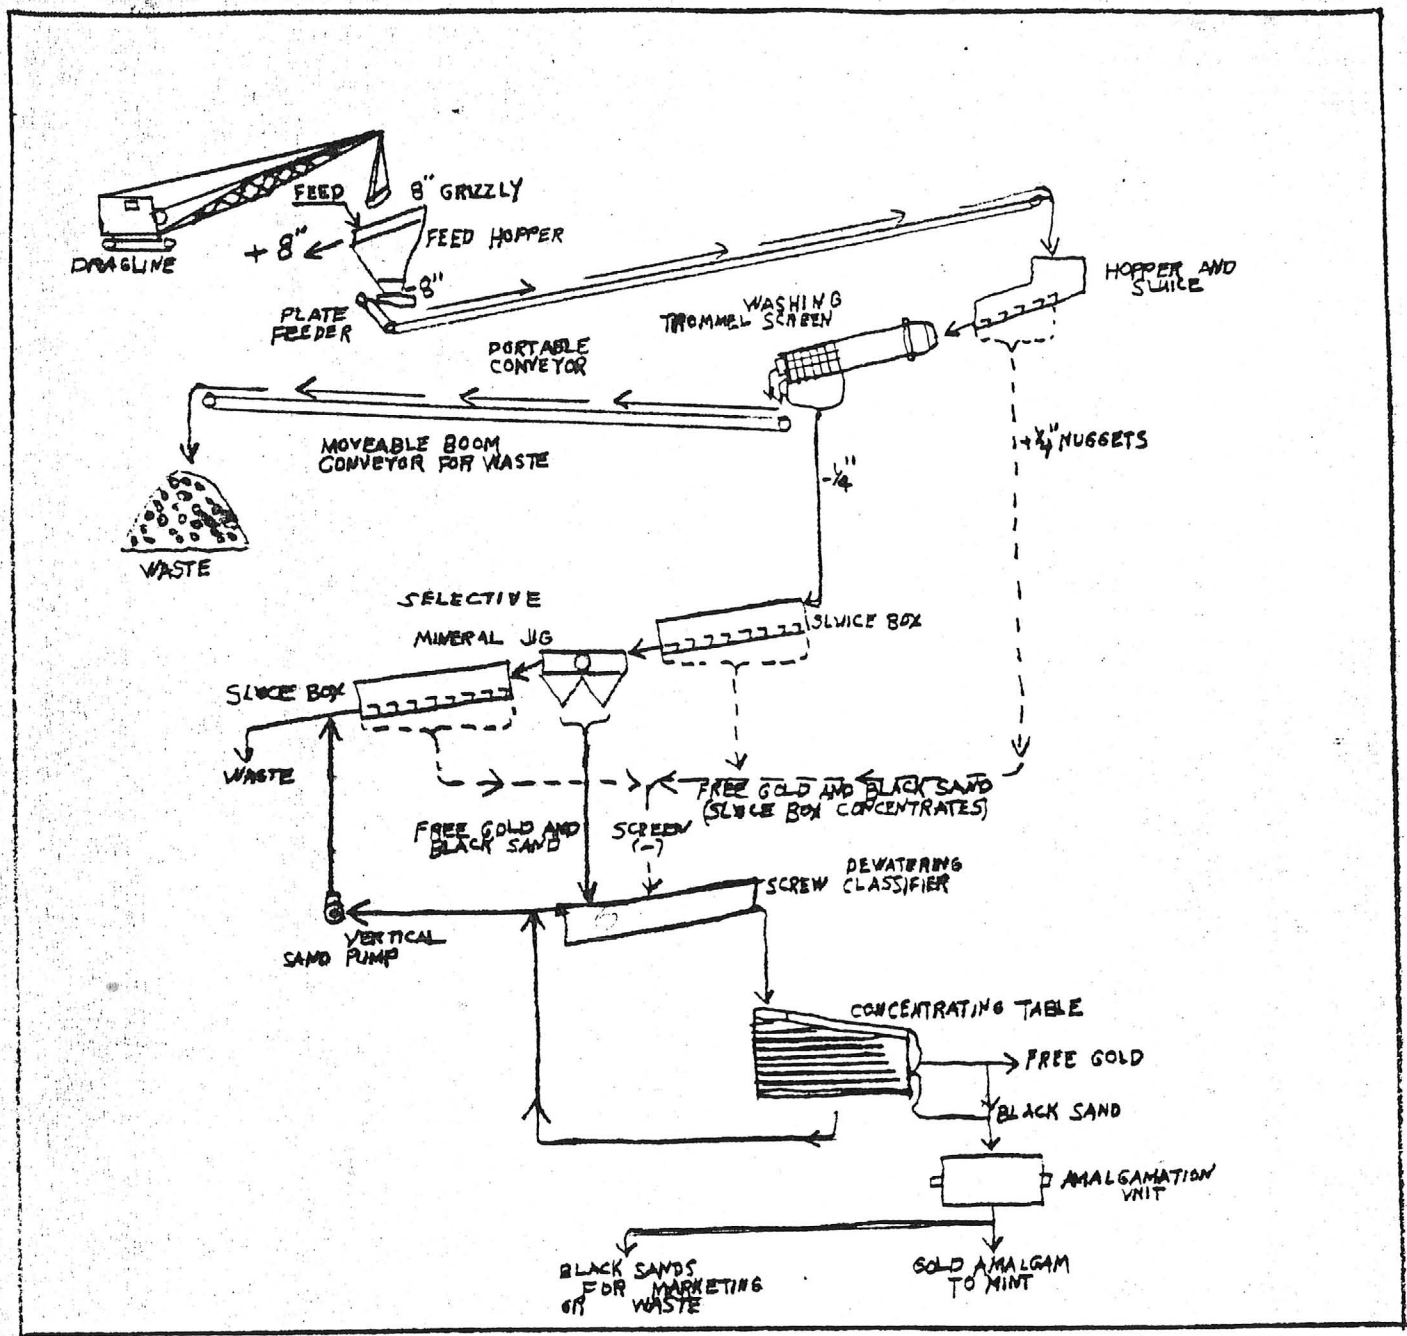 FEED
8" GRIZZLY
FEED HOPPER
+ 8"
DRAGLINE
-8"
PLATE
FEEDER
HOPPER AND
SLUICE
WASHING
TROMMEL SCREEN
PORTABLE
CONVEYOR
MOVEABLE BOOM
CONVEYOR FOR WASTE
+¼" NUGGETS
-¼"
WASTE
SELECTIVE
MINERAL JIG
SLUICE BOX
SLUICE BOX
WASTE
FREE GOLD AND BLACK SAND
(SLUICE BOX CONCENTRATES)
FREE GOLD AND
BLACK SAND
SCREEN
(-)
DEWATERING
SCREW CLASSIFIER
VERTICAL
SAND PUMP
CONCENTRATING TABLE
FREE GOLD
BLACK SAND
AMALGAMATION
UNIT
BLACK SANDS
FOR MARKETING
OR WASTE
GOLD AMALGAM
TO MINT